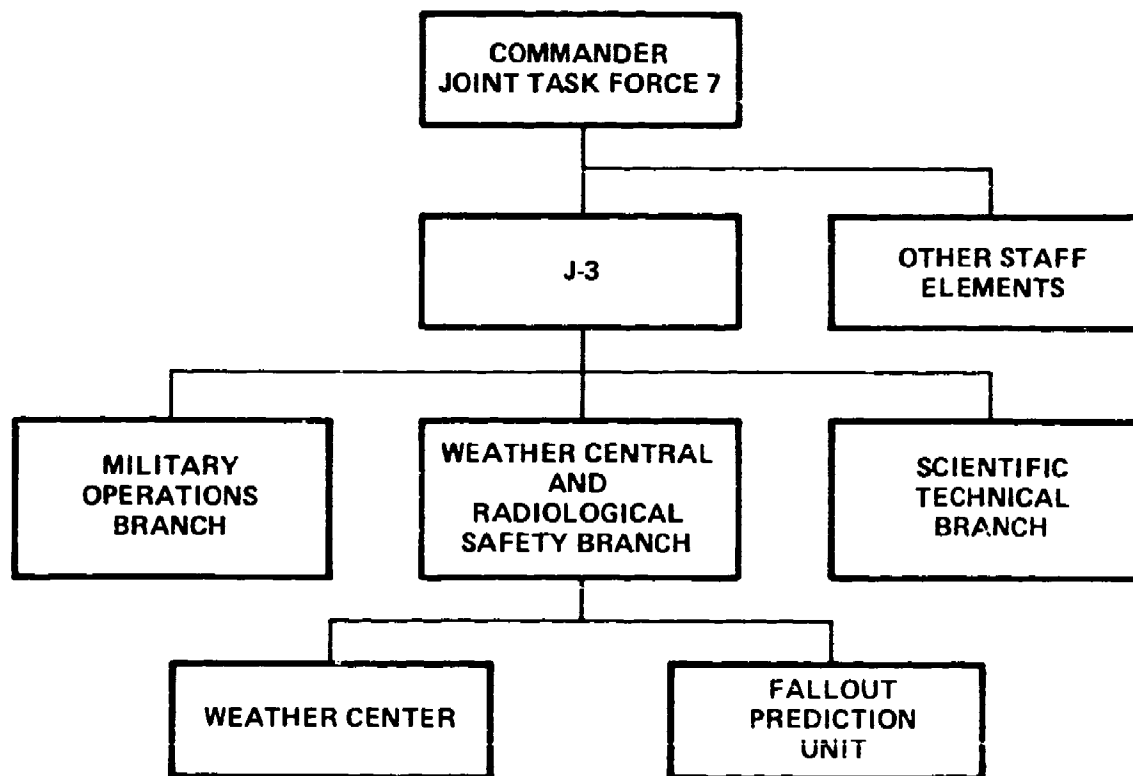 COMMANDER
JOINT TASK FORCE 7
J-3
OTHER STAFF
ELEMENTS
MILITARY
OPERATIONS
BRANCH
WEATHER CENTRAL
AND
RADIOLOGICAL
SAFETY BRANCH
SCIENTIFIC
TECHNICAL
BRANCH
WEATHER CENTER
FALLOUT
PREDICTION
UNIT